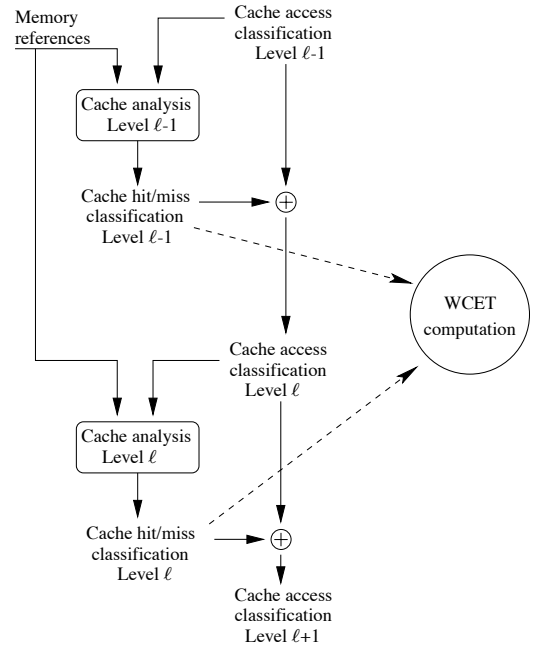 Memory
references
Cache access
classification
Level ℓ-1
Cache analysis
Level ℓ-1
Cache hit/miss
classification
Level ℓ-1
WCET
computation
Cache access
classification
Level ℓ
Cache analysis
Level ℓ
Cache hit/miss
classification
Level ℓ
Cache access
classification
Level ℓ+1